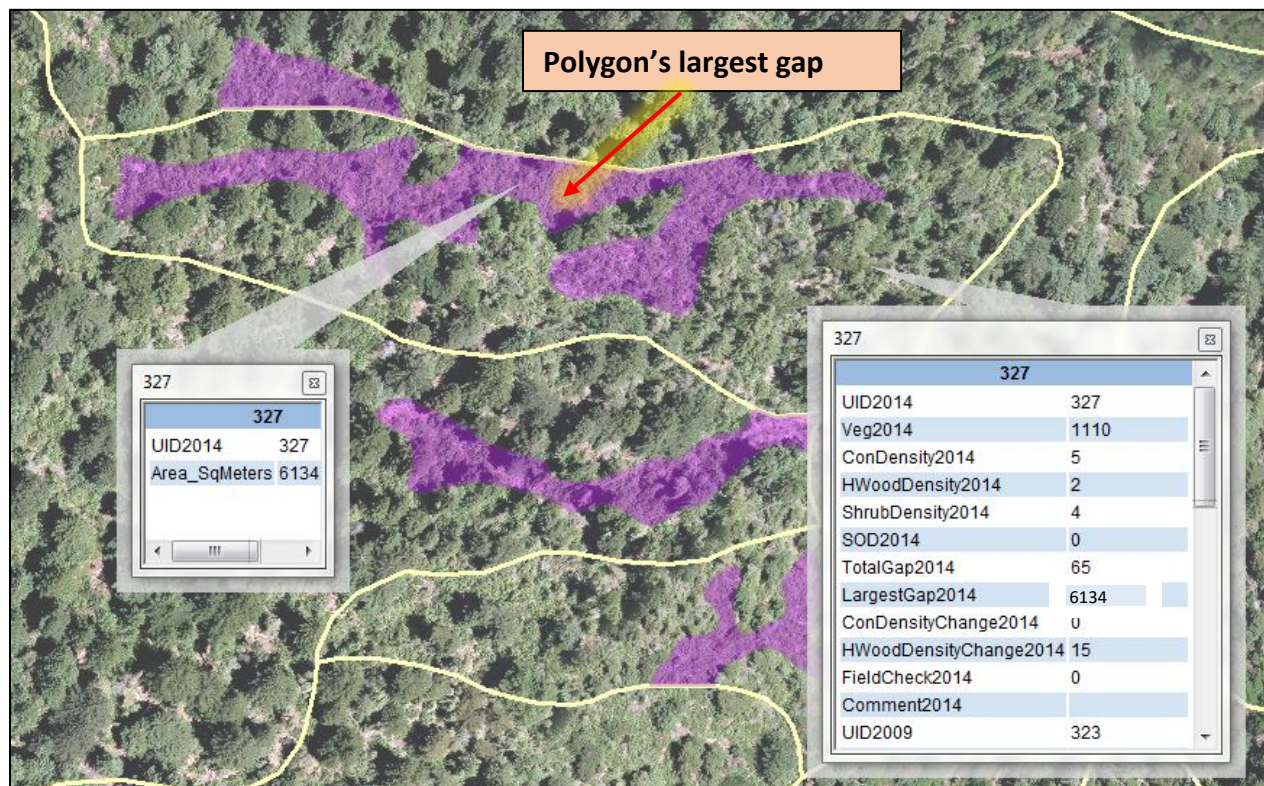 Polygon's largest gap
327
327
UID2014 327
Area_SqMeters 6134
327
327
UID2014 327
Veg2014 1110
ConDensity2014 5
HWoodDensity2014 2
ShrubDensity2014 4
SOD2014 0
TotalGap2014 65
LargestGap2014 6134
ConDensityChange2014 0
HWoodDensityChange2014 15
FieldCheck2014 0
Comment2014
UID2009 323